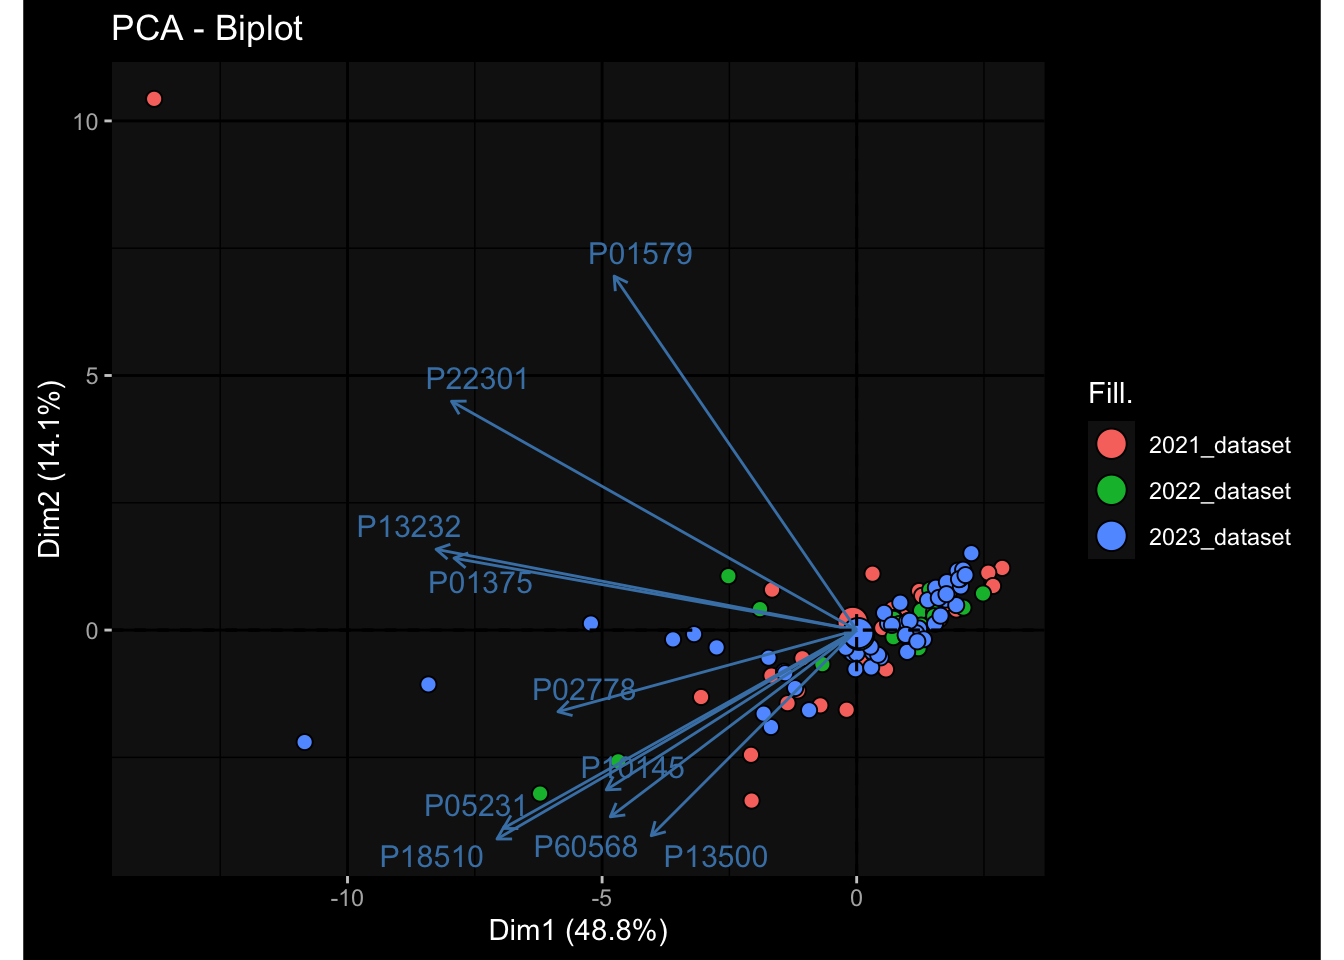 PCA - Biplot
10
5
0
Dim2 (14.1%)
P01579
P22301
P13232
P01375
P02778
P10145
P05231
P60568
P18510
P13500
-10
-5
0
Dim1 (48.8%)
Fill.
2021_dataset
2022_dataset
2023_dataset